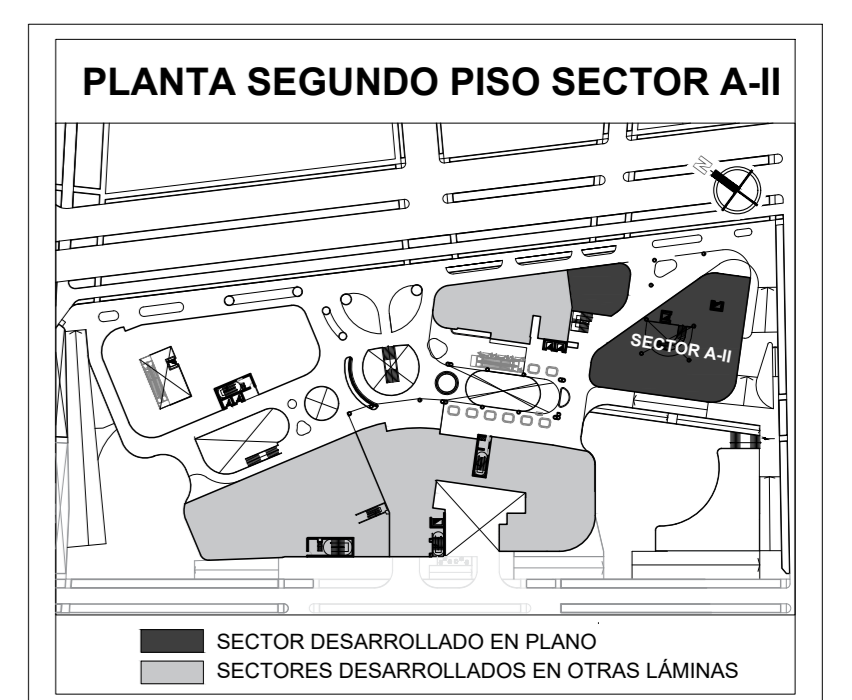 PLANTA SEGUNDO PISO SECTOR A-II
N
SECTOR A-II
SECTOR DESARROLLADO EN PLANO
SECTORES DESARROLLADOS EN OTRAS LÁMINAS